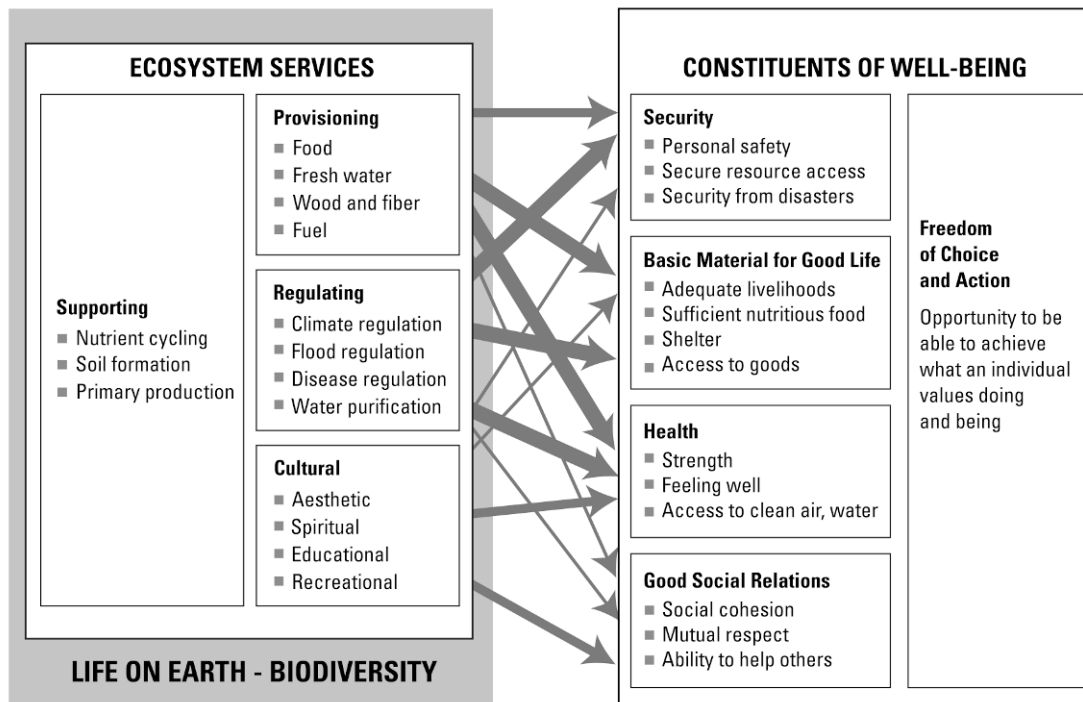 ECOSYSTEM SERVICES
Supporting
Nutrient cycling
Soil formation
Primary production
Provisioning
Food
Fresh water
Wood and fiber
Fuel
Regulating
Climate regulation
Flood regulation
Disease regulation
Water purification
Cultural
Aesthetic
Spiritual
Educational
Recreational
LIFE ON EARTH - BIODIVERSITY
CONSTITUENTS OF WELL-BEING
Security
Personal safety
Secure resource access
Security from disasters
Basic Material for Good Life
Adequate livelihoods
Sufficient nutritious food
Shelter
Access to goods
Health
Strength
Feeling well
Access to clean air, water
Good Social Relations
Social cohesion
Mutual respect
Ability to help others
Freedom
of Choice
and Action
Opportunity to be
able to achieve
what an individual
values doing
and being